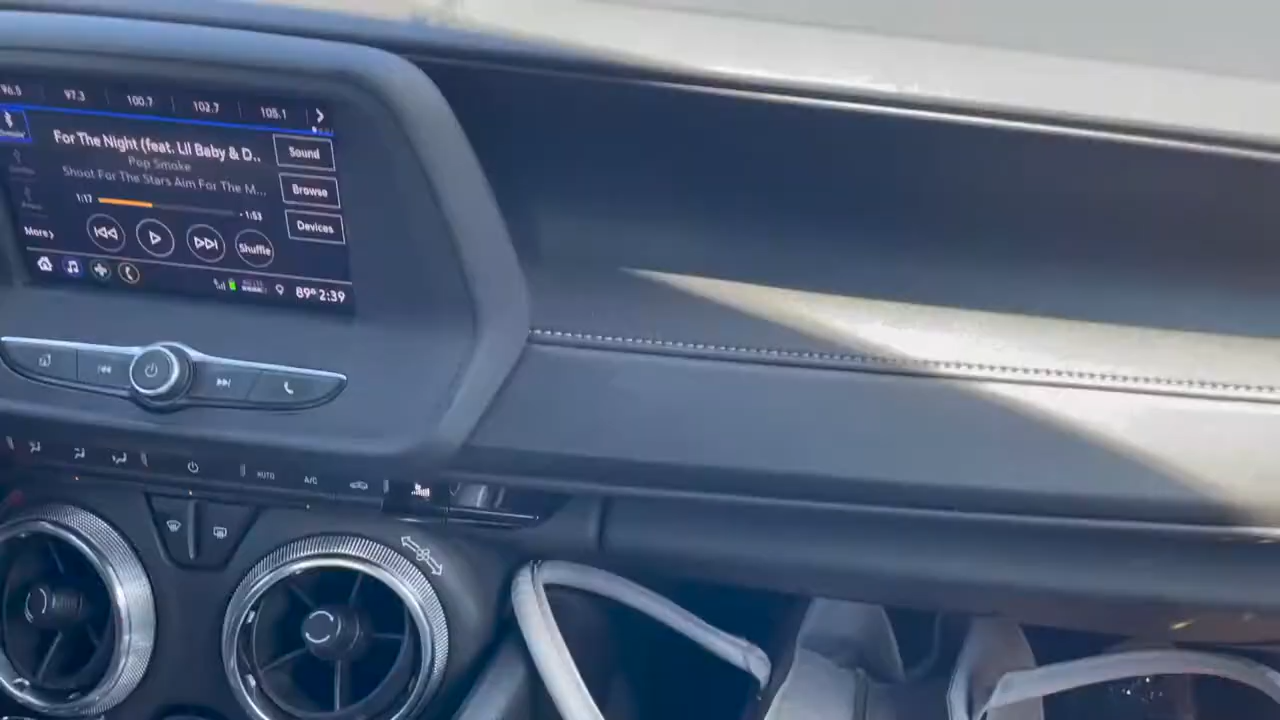 96.5 97.3 100.7 102.7 105.1
For The Night (feat. Lil Baby & D..
Sound
Pop Smoke
Shoot For The Stars Aim For The M...
Browse
1:17
-1:53
Devices
More
Shuffle
89° 2:39
AUTO
A/C